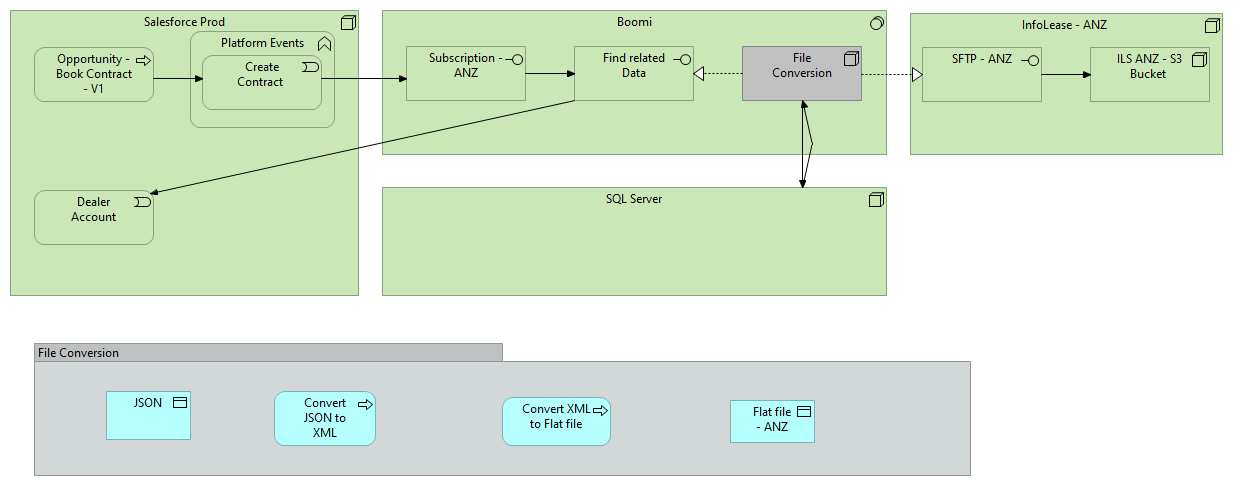 Salesforce Prod
Platform Events
Opportunity -
Book Contract
- V1
Create
Contract
Dealer
Account
Boomi
Subscription -
ANZ
Find related
Data
File
Conversion
InfoLease - ANZ
SFTP - ANZ
ILS ANZ - S3
Bucket
SQL Server
File Conversion
JSON
Convert
JSON to
XML
Convert XML
to Flat file
Flat file
- ANZ